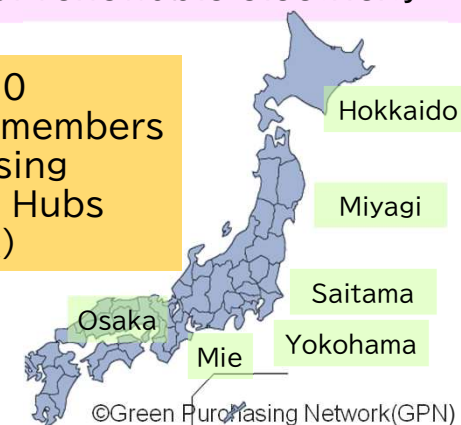 0
members
sing
Hubs
)
Hokkaido
Miyagi
Saitama
Osaka
Yokohama
Mie
©Green Purchasing Network(GPN)